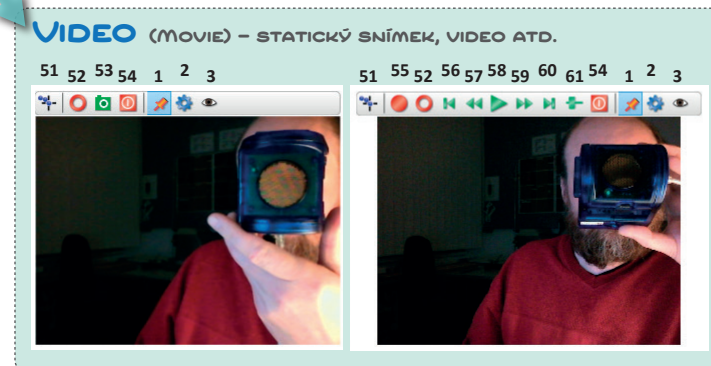 VIDEO (MOVIE) – STATICKÝ SNÍMEK, VIDEO ATD.
51 52 53 54 1 2 3
51 55 52 56 57 58 59 60 61 54 1 2 3